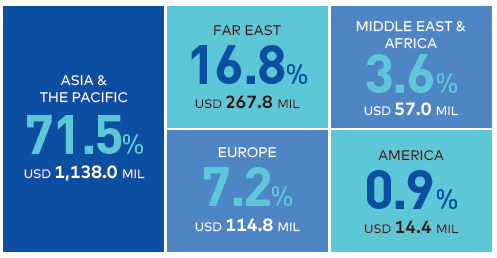 ASIA &
THE PACIFIC
71.5%
USD 1,138.0 MIL
FAR EAST
16.8%
USD 267.8 MIL
EUROPE
7.2%
USD 114.8 MIL
MIDDLE EAST &
AFRICA
3.6%
USD 57.0 MIL
AMERICA
0.9%
USD 14.4 MIL